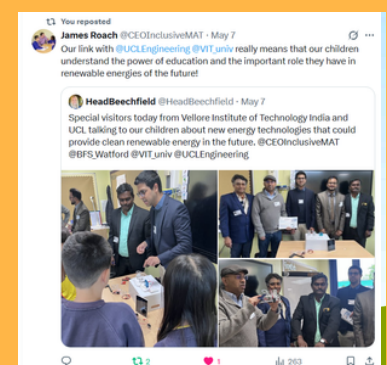 You reposted
James Roach @CEOInclusiveMAT · May 7
Our link with @UCLEngineering @VIT_univ really means that our children
understand the power of education and the important role they have in
renewable energies of the future!
HeadBeechfield @HeadBeechfield · May 7
Special visitors today from Vellore Institute of Technology India and
UCL talking to our children about new energy technologies that could
provide clean renewable energy in the future. @CEOInclusiveMAT
@BFS_Watford @VIT_univ @UCLEngineering
2
1
263